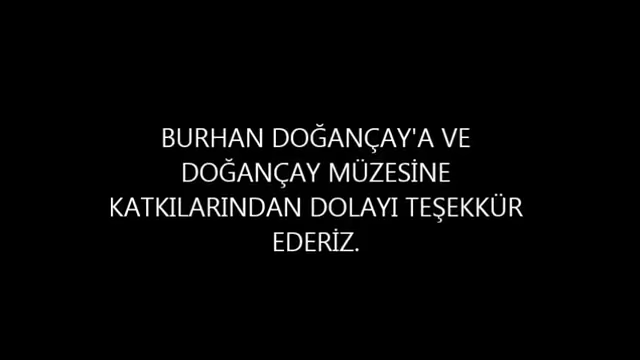 BURHAN DOĞANÇAY'A VE
DOĞANÇAY MÜZESİNE
KATKILARINDAN DOLAYI TEŞEKKÜR
EDERİZ.